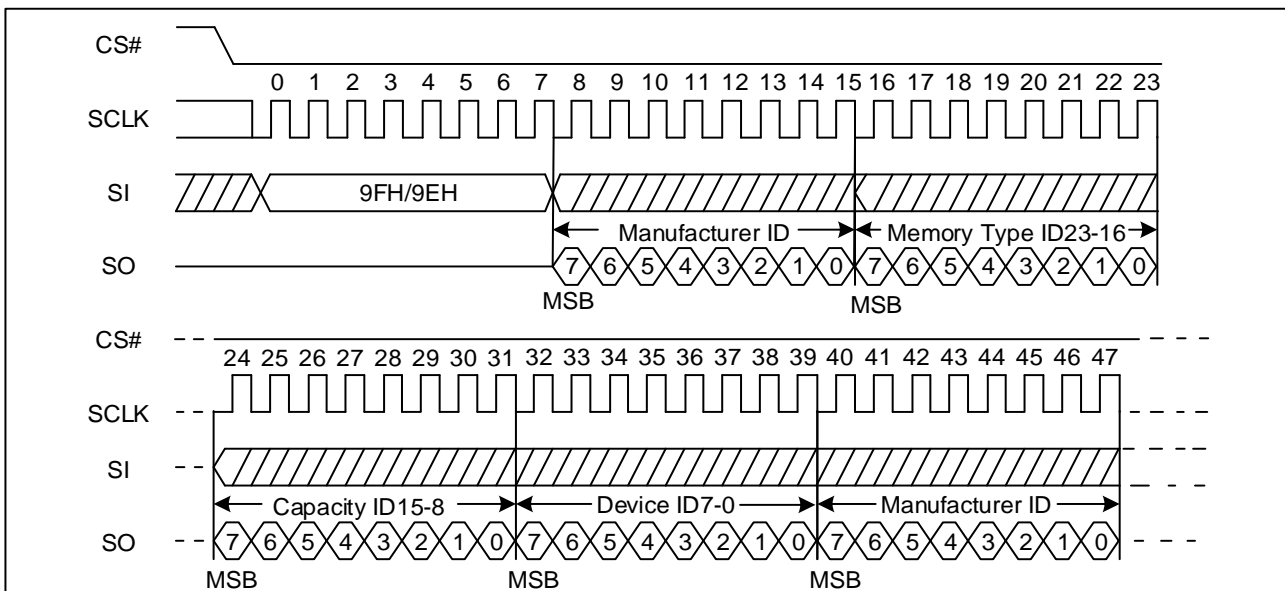 CS#
0 1 2 3 4 5 6 7 8 9 10 11 12 13 14 15 16 17 18 19 20 21 22 23
SCLK
SI 9FH/9EH
Manufacturer ID Memory Type ID23-16
SO 7 6 5 4 3 2 1 0 7 6 5 4 3 2 1 0
MSB MSB
CS#
24 25 26 27 28 29 30 31 32 33 34 35 36 37 38 39 40 41 42 43 44 45 46 47
SCLK
SI
Capacity ID15-8 Device ID7-0 Manufacturer ID
SO 7 6 5 4 3 2 1 0 7 6 5 4 3 2 1 0 7 6 5 4 3 2 1 0
MSB MSB MSB